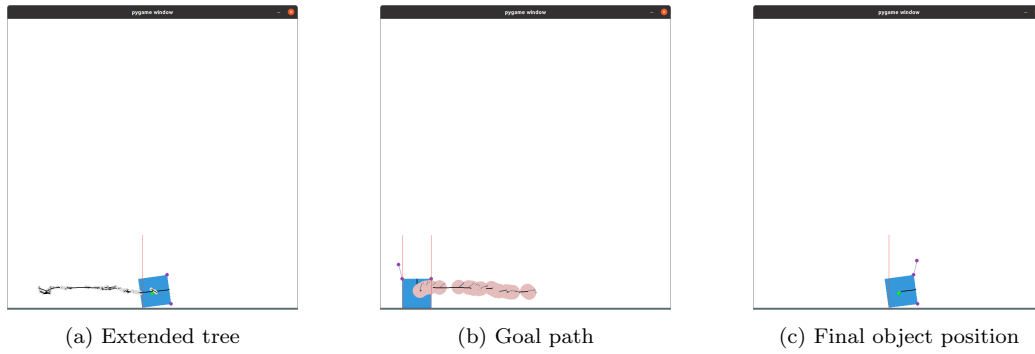 pygame window
pygame window
pygame window
(a) Extended tree
(b) Goal path
(c) Final object position